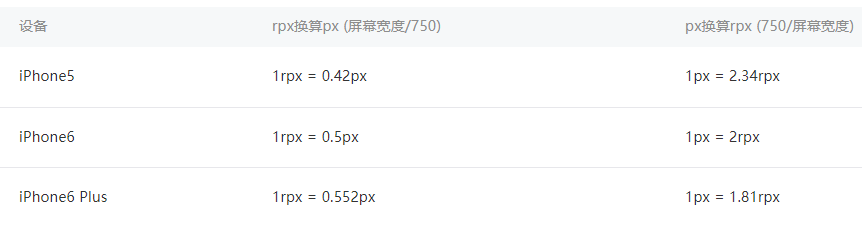 设备 rpx换算px (屏幕宽度/750) px换算rpx (750/屏幕宽度)
iPhone5 1rpx = 0.42px 1px = 2.34rpx
iPhone6 1rpx = 0.5px 1px = 2rpx
iPhone6 Plus 1rpx = 0.552px 1px = 1.81rpx